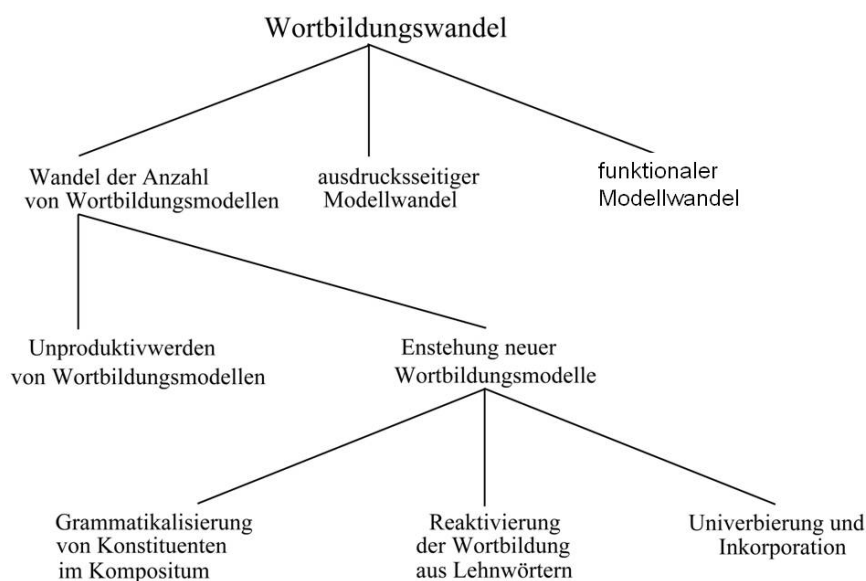 Wortbildungswandel
Wandel der Anzahl
von Wortbildungsmodellen
ausdrucksseitiger
Modellwandel
funktionaler
Modellwandel
Unproduktivwerden
von Wortbildungsmodellen
Enstehung neuer
Wortbildungsmodelle
Grammatikalisierung
von Konstituenten
im Kompositum
Reaktivierung
der Wortbildung
aus Lehnwörtern
Univerbierung und
Inkorporation